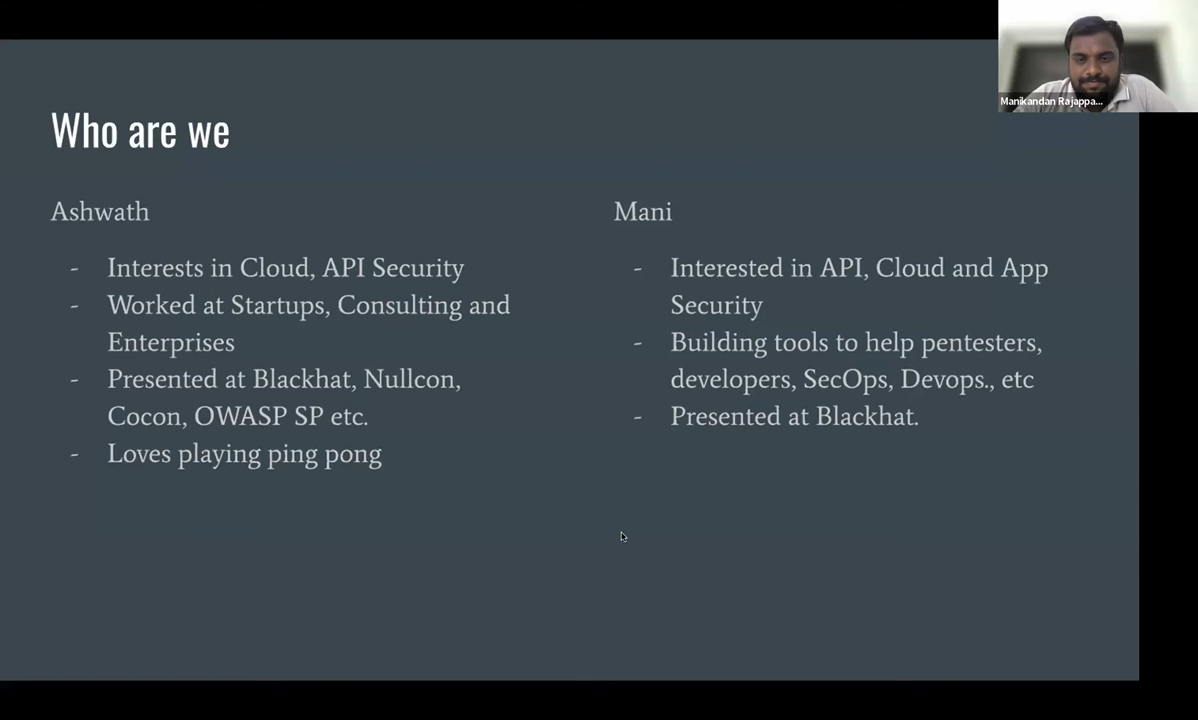 Manikandan Rajappa...
Who are we
Ashwath
- Interests in Cloud, API Security
- Worked at Startups, Consulting and
Enterprises
- Presented at Blackhat, Nullcon,
Cocon, OWASP SP etc.
- Loves playing ping pong
Mani
- Interested in API, Cloud and App
Security
- Building tools to help pentesters,
developers, SecOps, Devops., etc
- Presented at Blackhat.